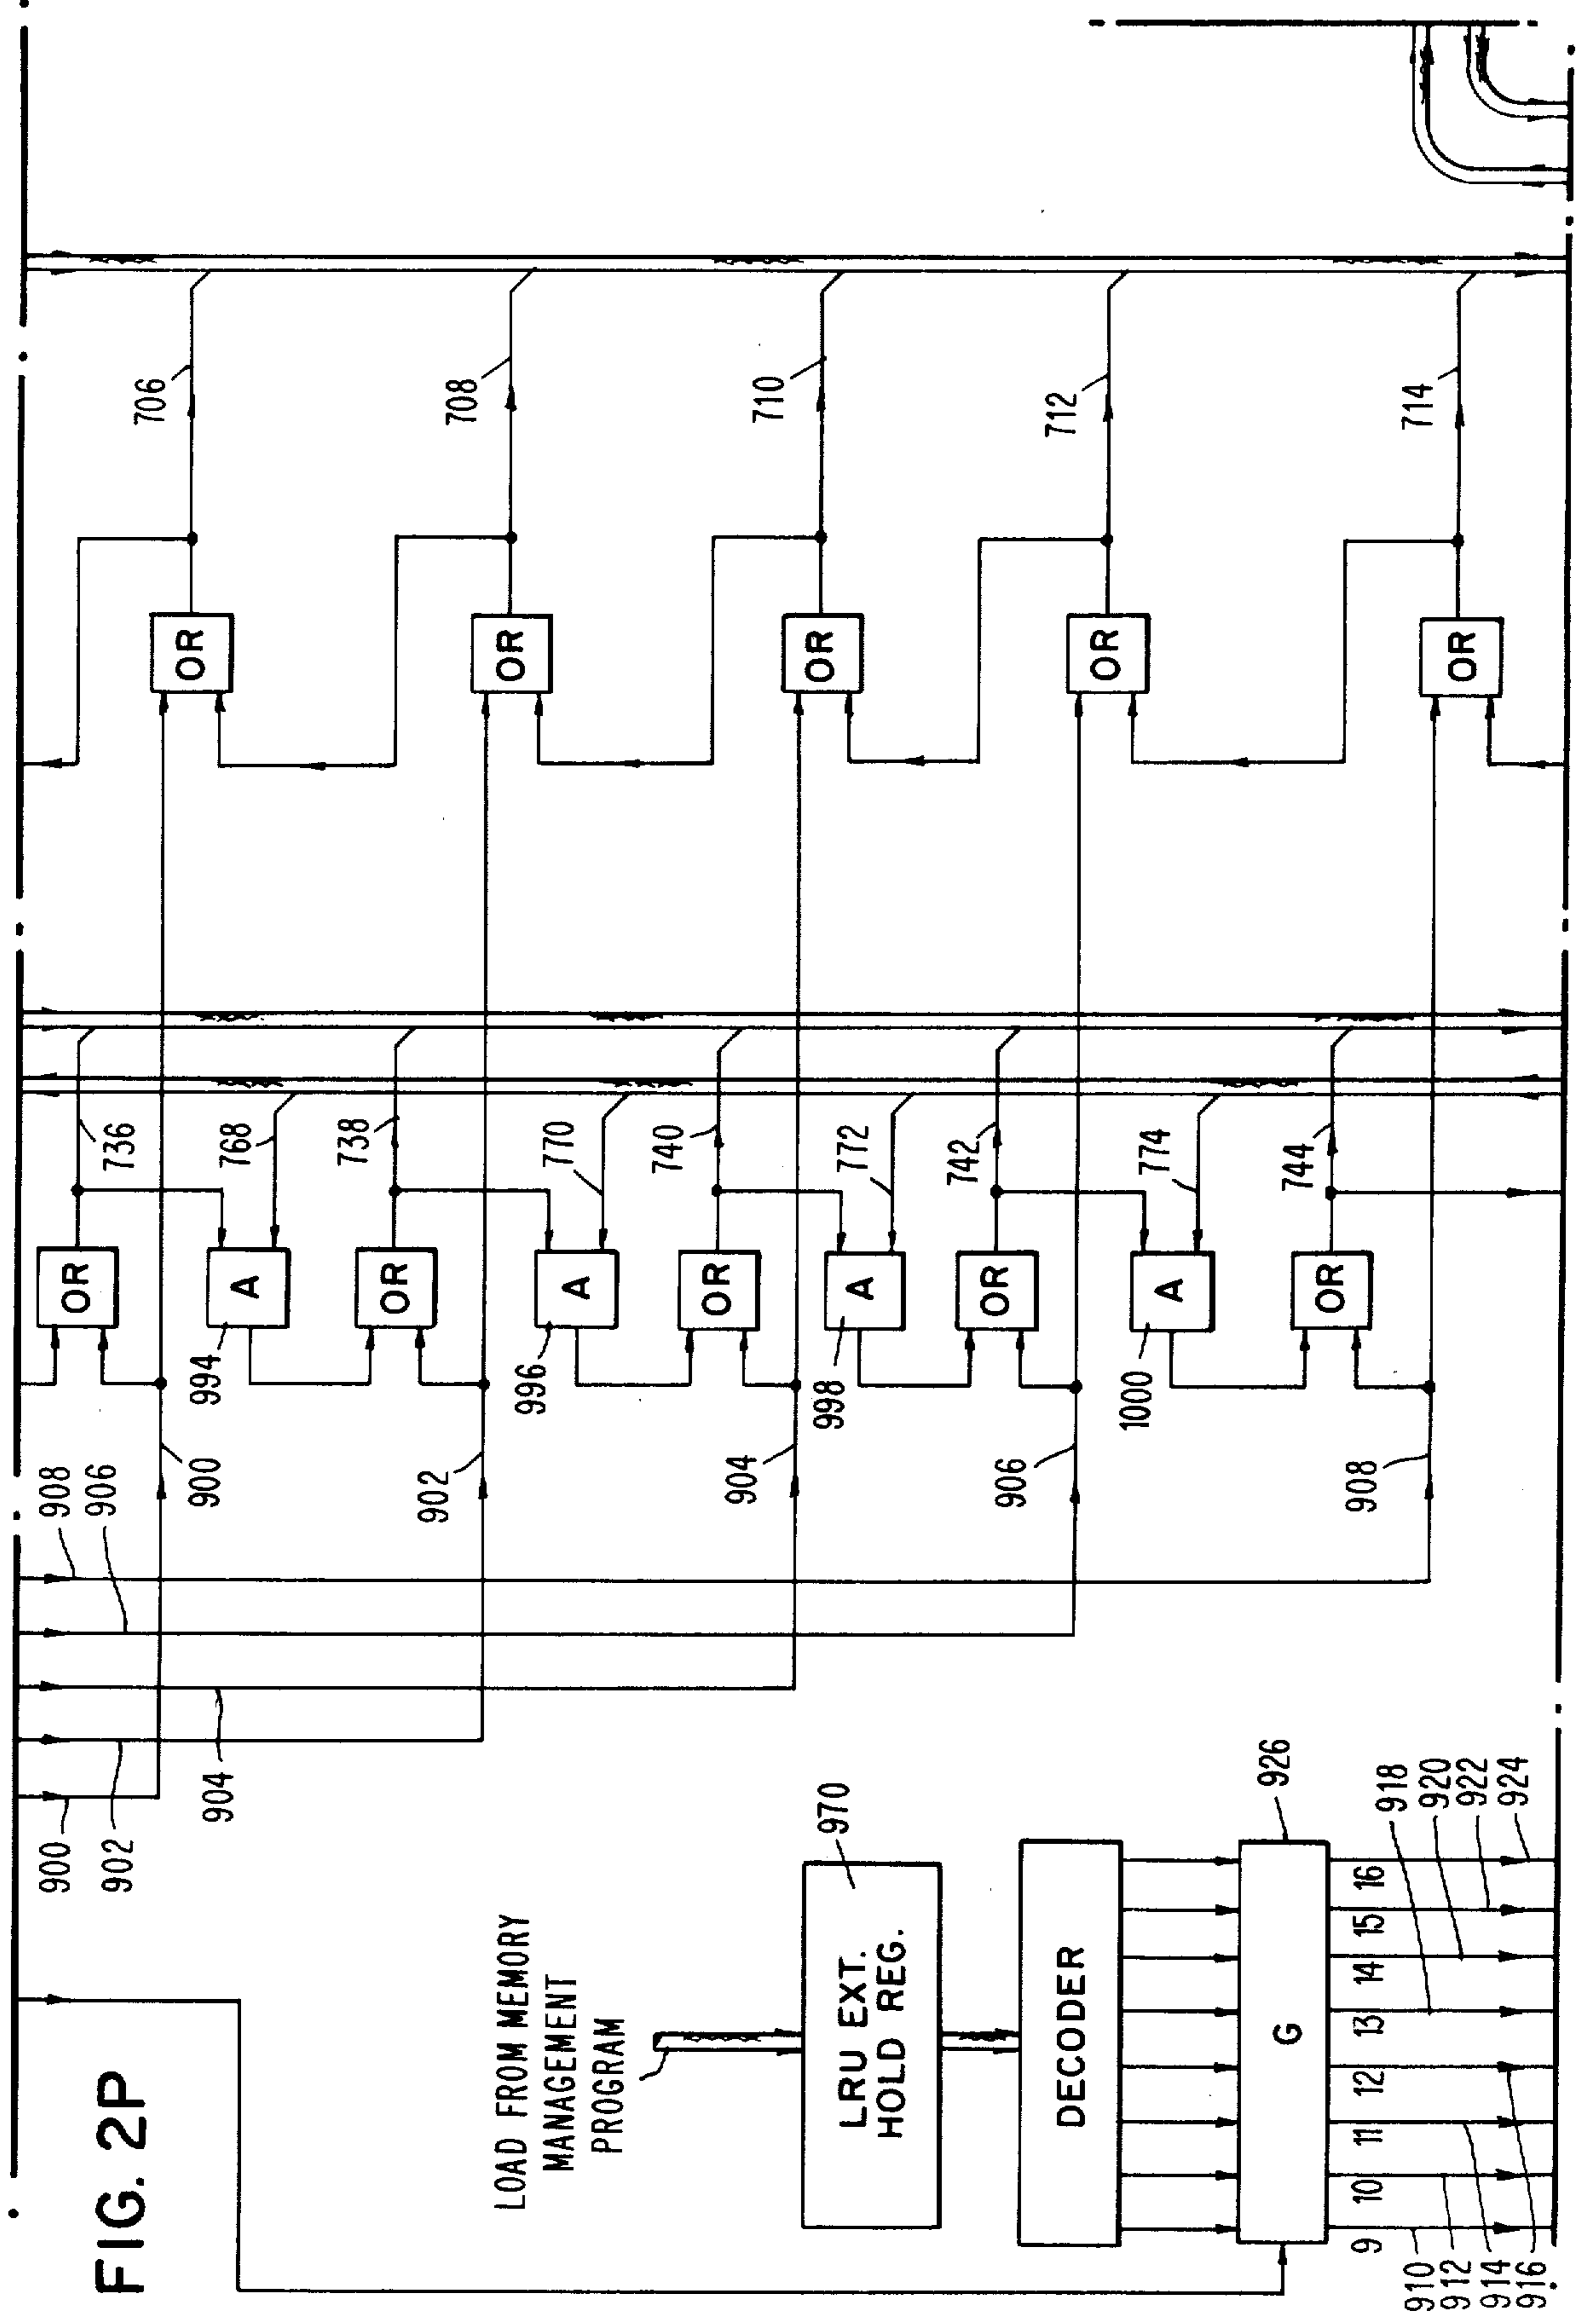 FIG. 2P
900
902
904
906
908
736
OR
900
994
A
768
738
OR
902
996
A
770
740
OR
904
998
A
772
742
OR
906
1000
A
774
744
OR
908
OR
706
OR
708
OR
710
OR
712
OR
714
LOAD FROM MEMORY
MANAGEMENT
PROGRAM
970
LRU EXT.
HOLD REG.
DECODER
926
G
9
10
11
12
13
14
15
16
910
912
914
916
918
920
922
924